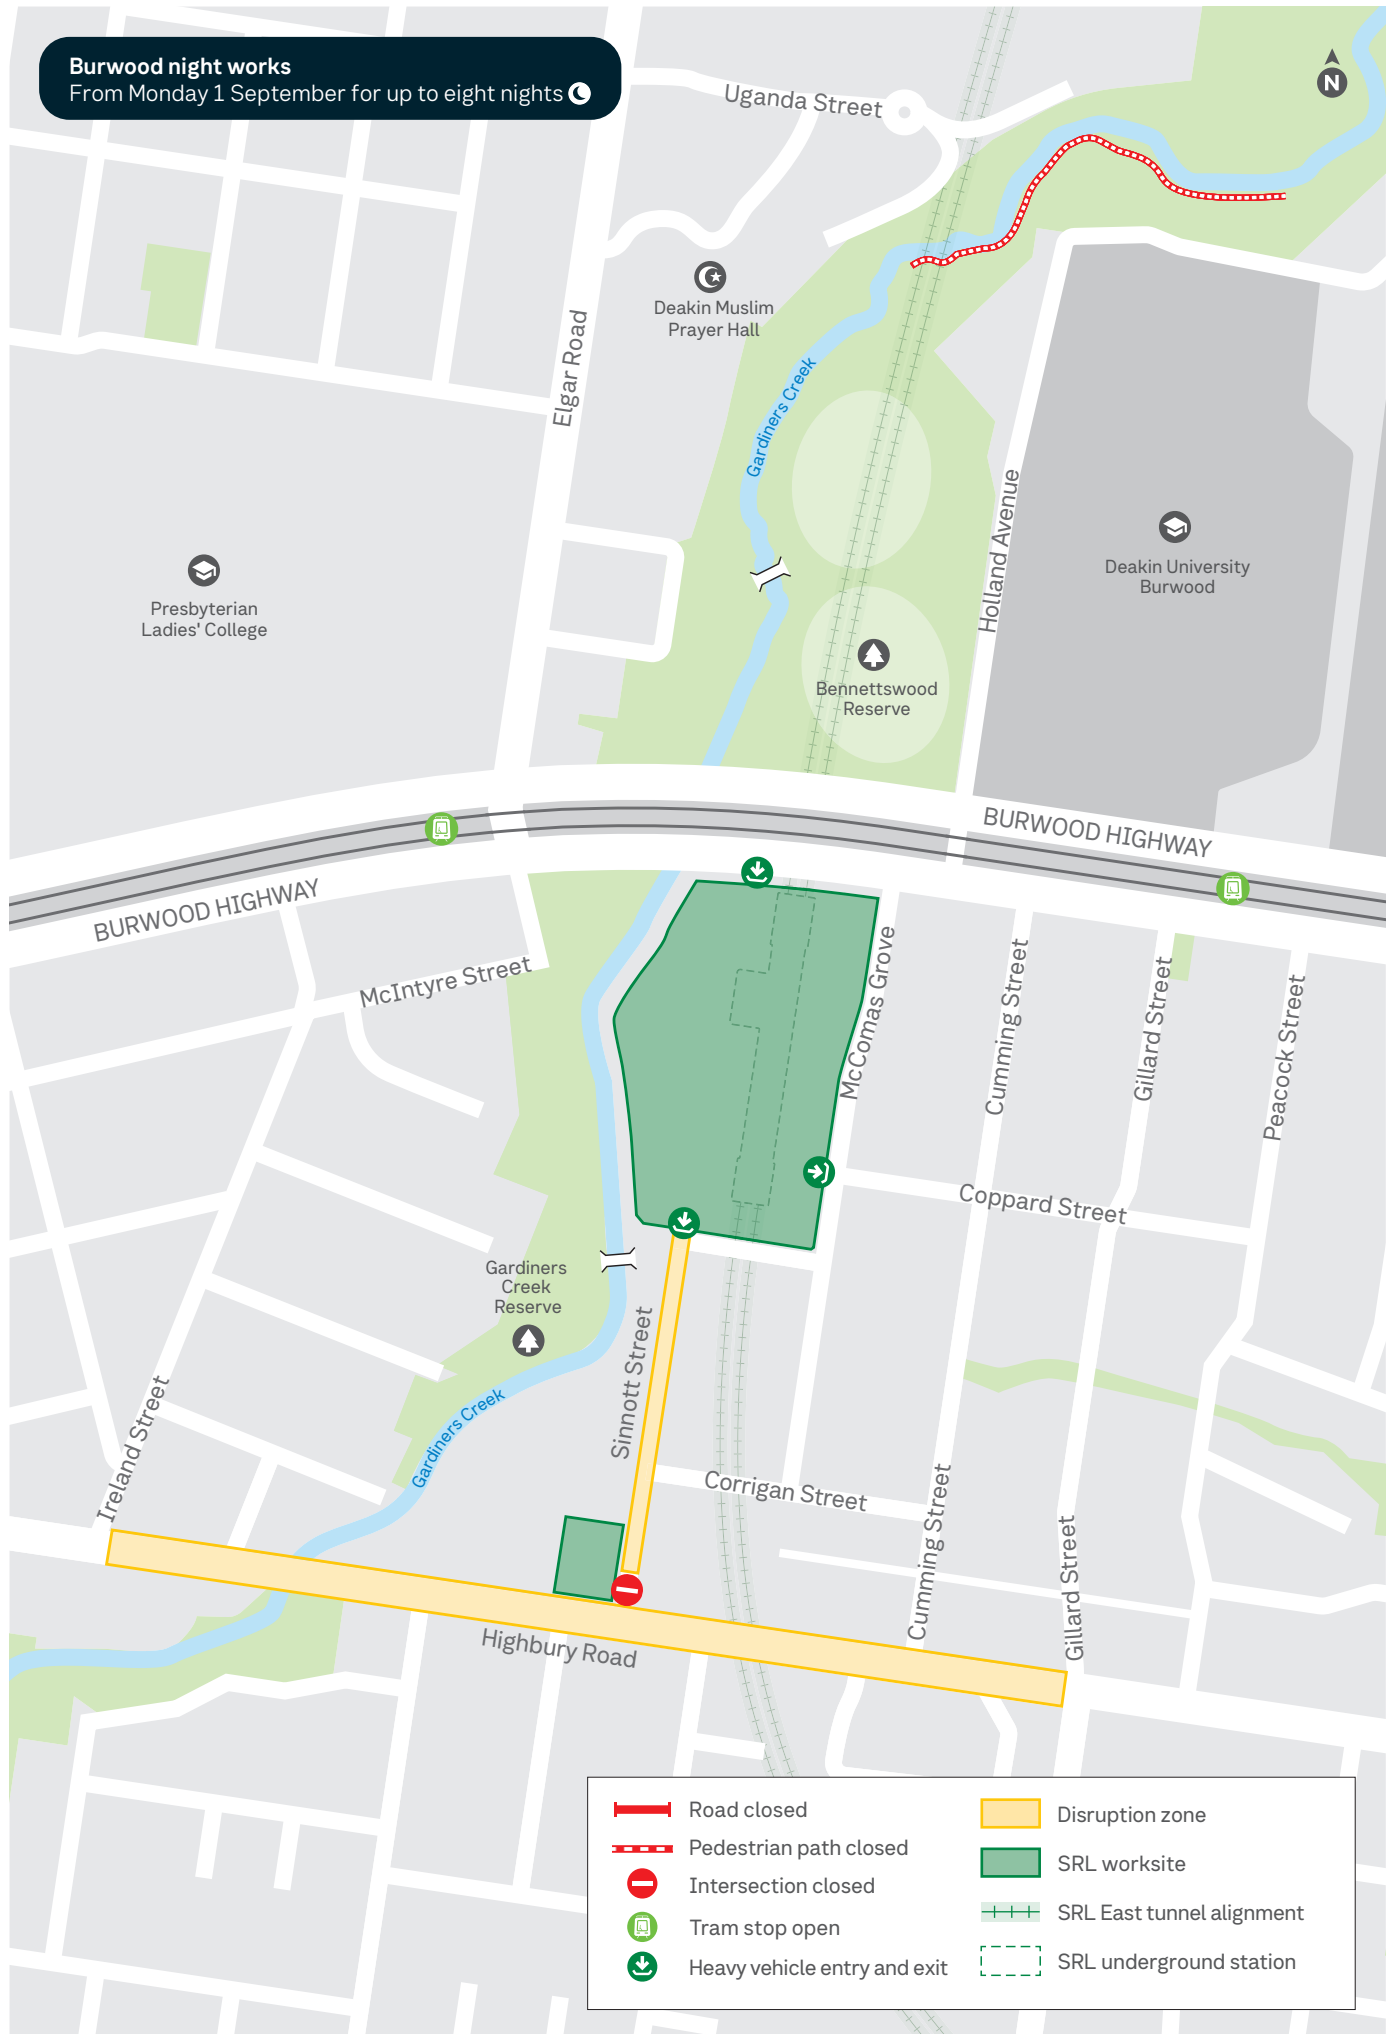 Burwood night works
From Monday 1 September for up to eight nights
N
Uganda Street
Deakin Muslim
Prayer Hall
Elgar Road
Gardiners Creek
Holland Avenue
Presbyterian
Ladies' College
Deakin University
Burwood
Bennettswood
Reserve
BURWOOD HIGHWAY
BURWOOD HIGHWAY
McIntyre Street
McComas Grove
Cumming Street
Gillard Street
Peacock Street
Coppard Street
Gardiners
Creek
Reserve
Sinnott Street
Ireland Street
Gardiners Creek
Corrigan Street
Cumming Street
Gillard Street
Highbury Road
Road closed
Pedestrian path closed
Intersection closed
Tram stop open
Heavy vehicle entry and exit
Disruption zone
SRL worksite
SRL East tunnel alignment
SRL underground station